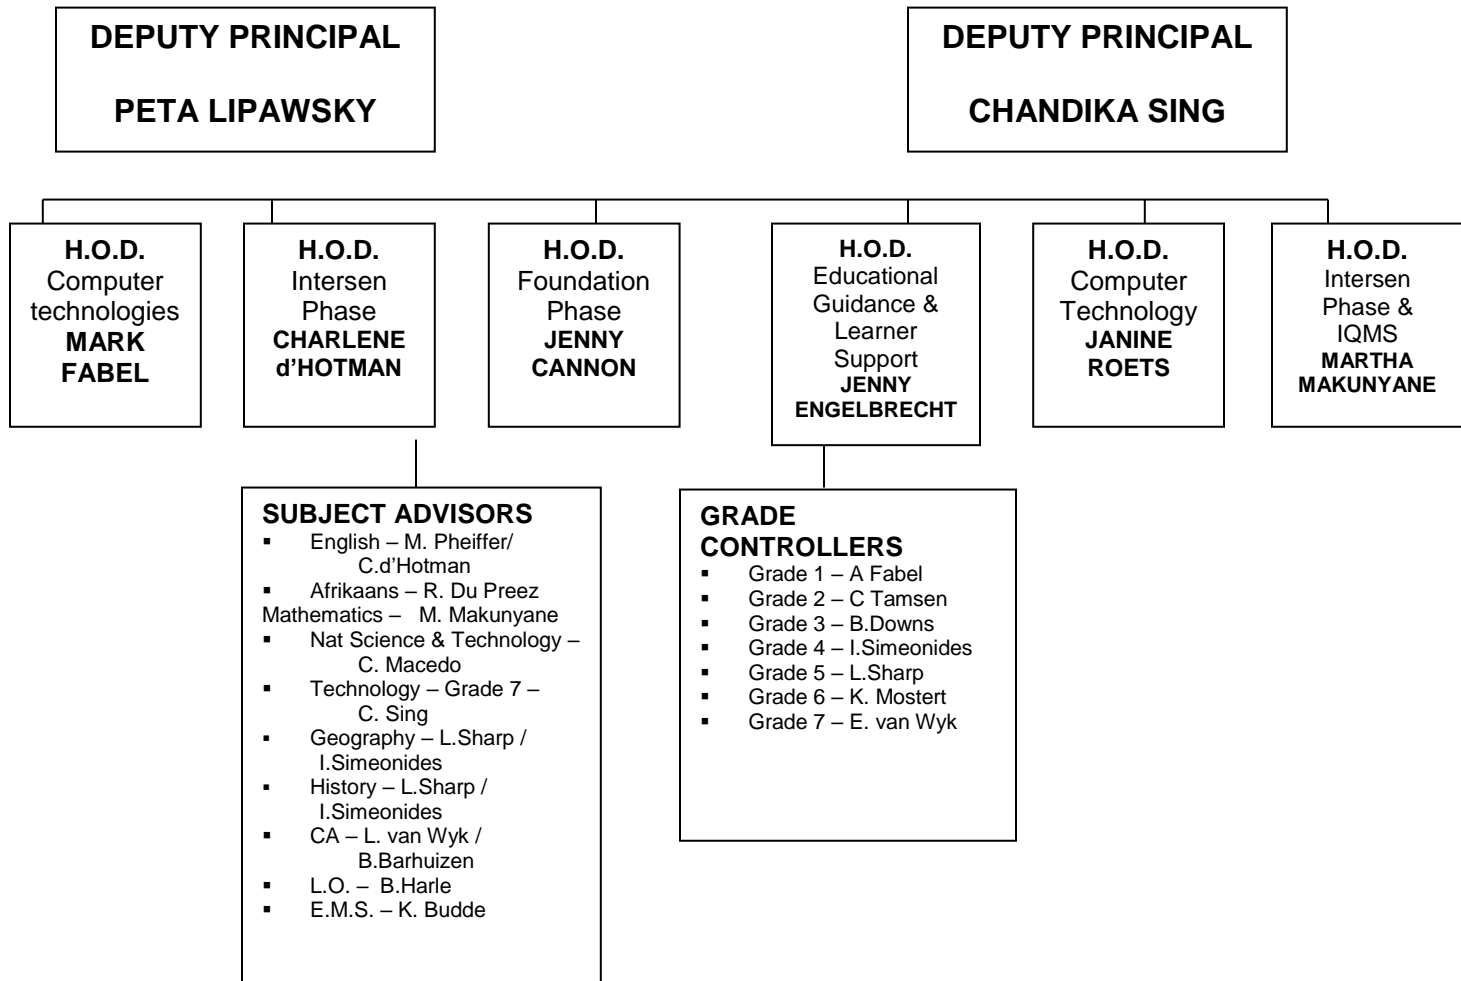 DEPUTY PRINCIPAL
PETA LIPAWSKY
DEPUTY PRINCIPAL
CHANDIKA SING
H.O.D.
Computer
technologies
MARK
FABEL
H.O.D.
Intersen
Phase
CHARLENE
d'HOTMAN
H.O.D.
Foundation
Phase
JENNY
CANNON
H.O.D.
Educational
Guidance &
Learner
Support
JENNY
ENGELBRECHT
H.O.D.
Computer
Technology
JANINE
ROETS
H.O.D.
Intersen
Phase &
IQMS
MARTHA
MAKUNYANE
SUBJECT ADVISORS
▪ English – M. Pheiffer/
C.d'Hotman
▪ Afrikaans – R. Du Preez
Mathematics – M. Makunyane
▪ Nat Science & Technology –
C. Macedo
▪ Technology – Grade 7 –
C. Sing
▪ Geography – L.Sharp /
I.Simeonides
▪ History – L.Sharp /
I.Simeonides
▪ CA – L. van Wyk /
B.Barhuizen
▪ L.O. – B.Harle
▪ E.M.S. – K. Budde
GRADE
CONTROLLERS
▪ Grade 1 – A Fabel
▪ Grade 2 – C Tamsen
▪ Grade 3 – B.Downs
▪ Grade 4 – I.Simeonides
▪ Grade 5 – L.Sharp
▪ Grade 6 – K. Mostert
▪ Grade 7 – E. van Wyk